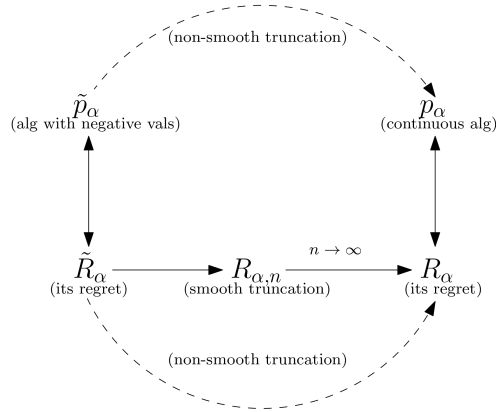 (non-smooth truncation)
p̃_α p_α
(alg with negative vals) (continuous alg)
n → ∞
R̃_α R_{α,n} R_α
(its regret) (smooth truncation) (its regret)
(non-smooth truncation)